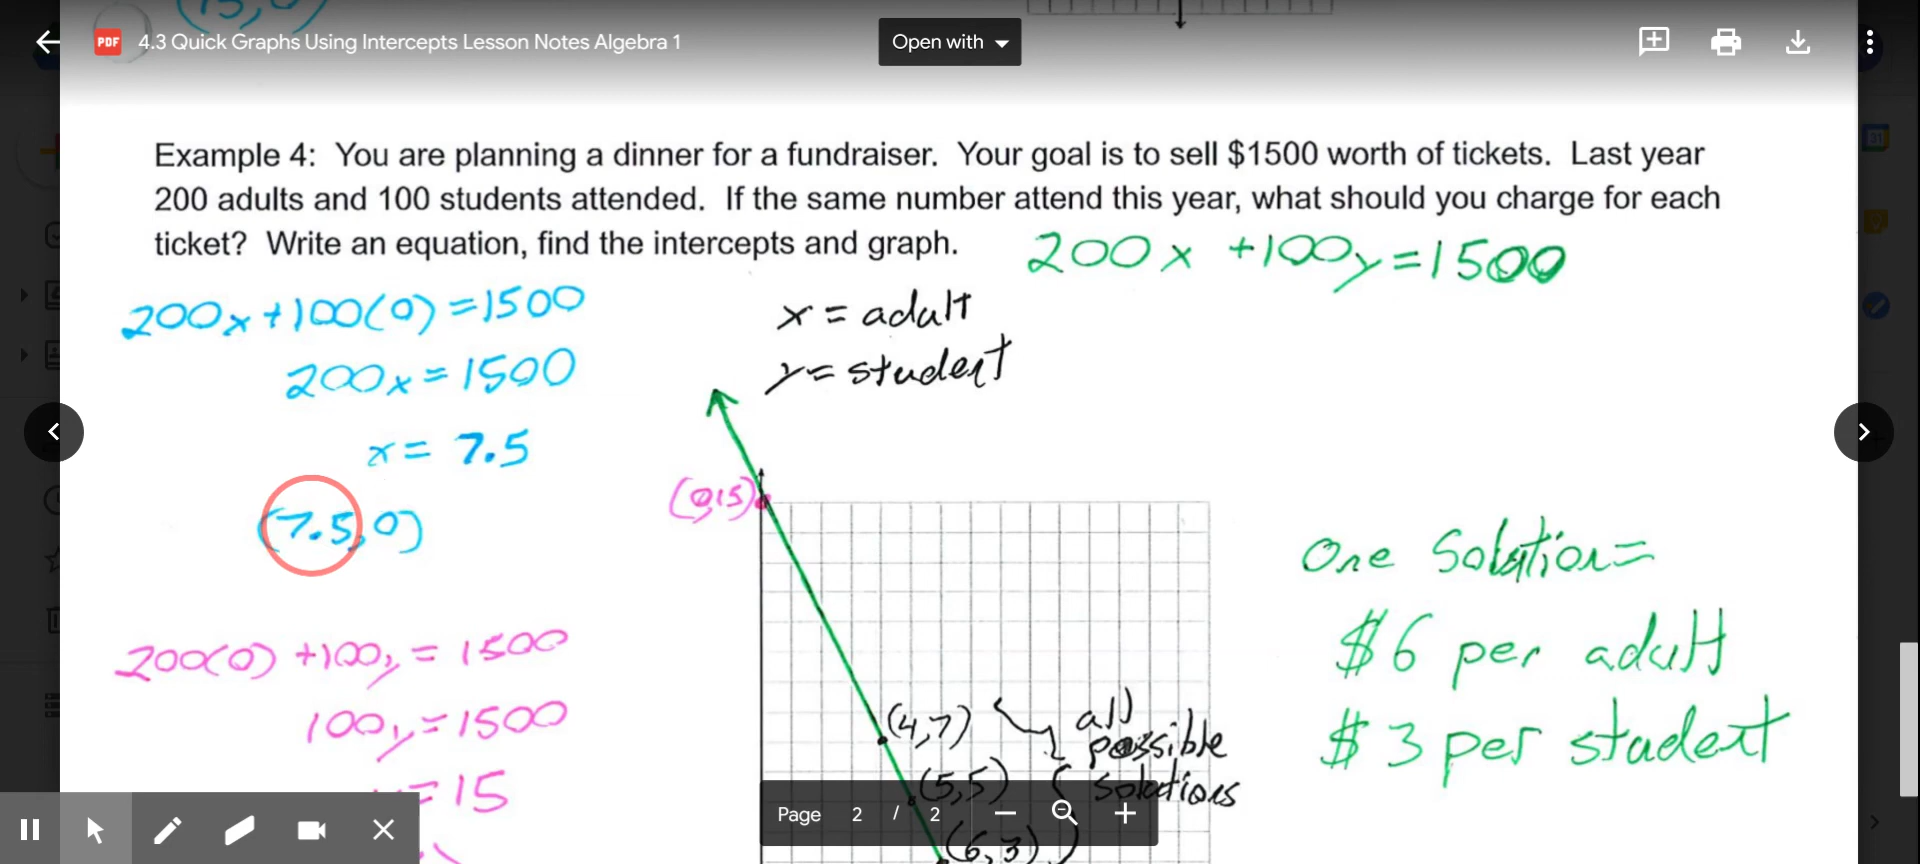 4.3 Quick Graphs Using Intercepts Lesson Notes Algebra 1
Open with
Example 4: You are planning a dinner for a fundraiser. Your goal is to sell $1500 worth of tickets. Last year
200 adults and 100 students attended. If the same number attend this year, what should you charge for each
ticket? Write an equation, find the intercepts and graph.
200x +100y=1500
200x+100(0)=1500
200x=1500
x= 7.5
(7.5,0)
x = adult
y= student
(0,15)
200(0) +100y= 1500
100y=1500
=15
(4,7)
(5,5)
(6,3)
all
possible
solutions
One Solution=
$6 per adult
$3 per student
Page 2 / 2
PDF
31